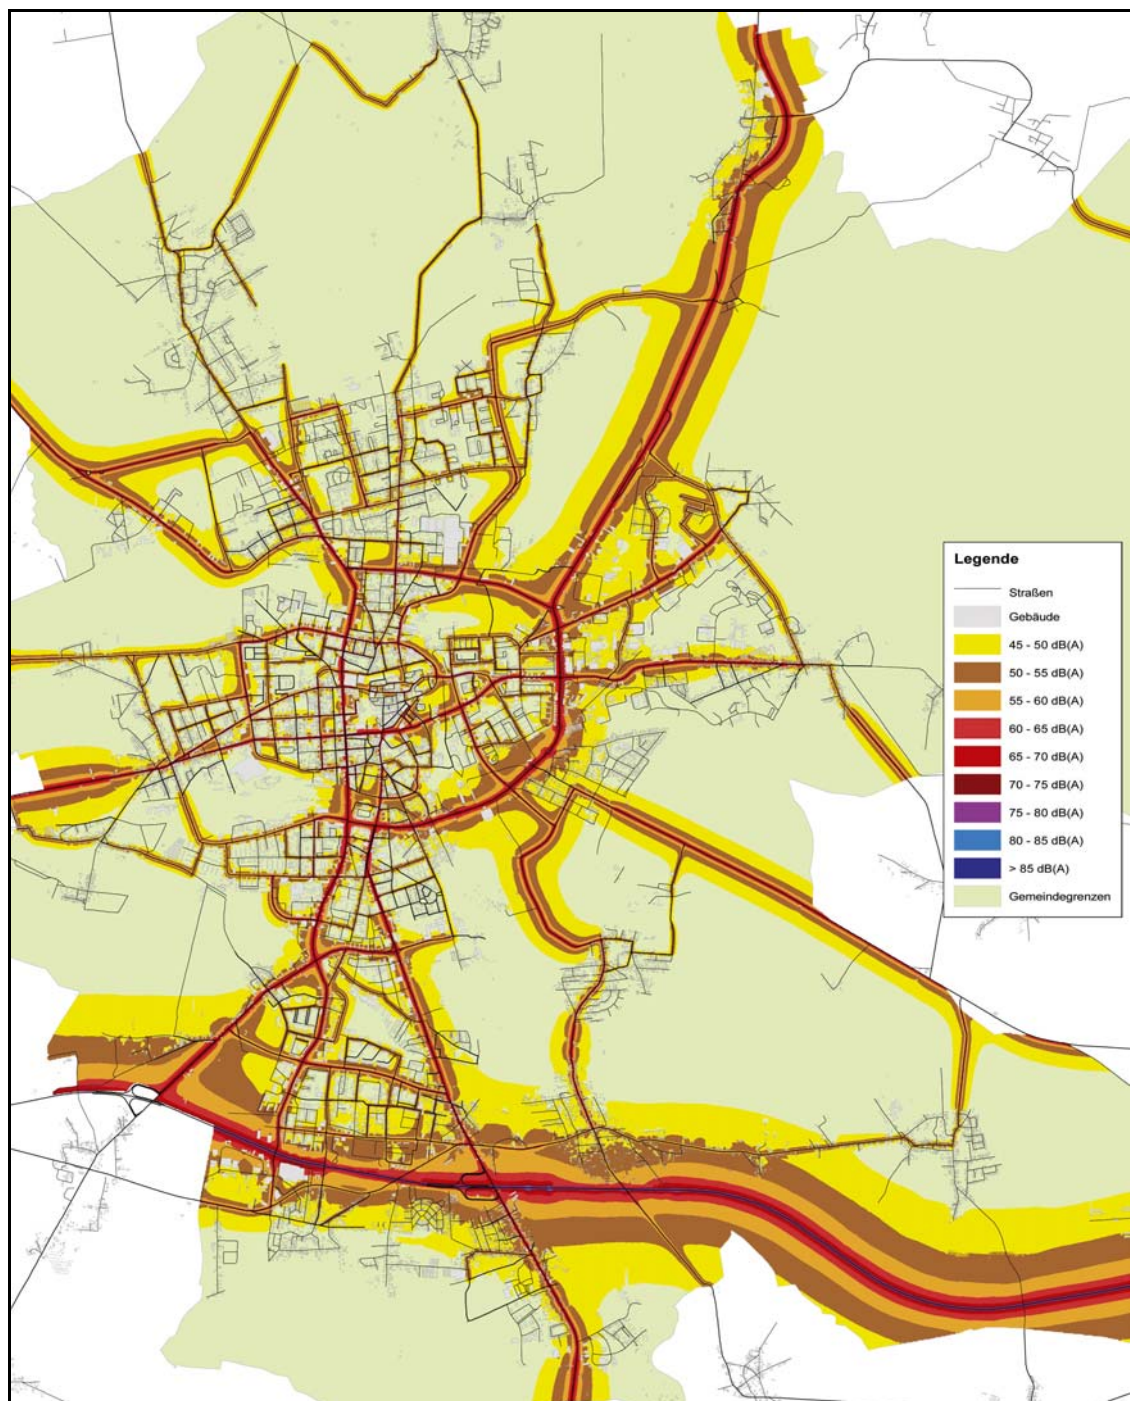 Legende
Straßen
Gebäude
45 - 50 dB(A)
50 - 55 dB(A)
55 - 60 dB(A)
60 - 65 dB(A)
65 - 70 dB(A)
70 - 75 dB(A)
75 - 80 dB(A)
80 - 85 dB(A)
> 85 dB(A)
Gemeindegrenzen